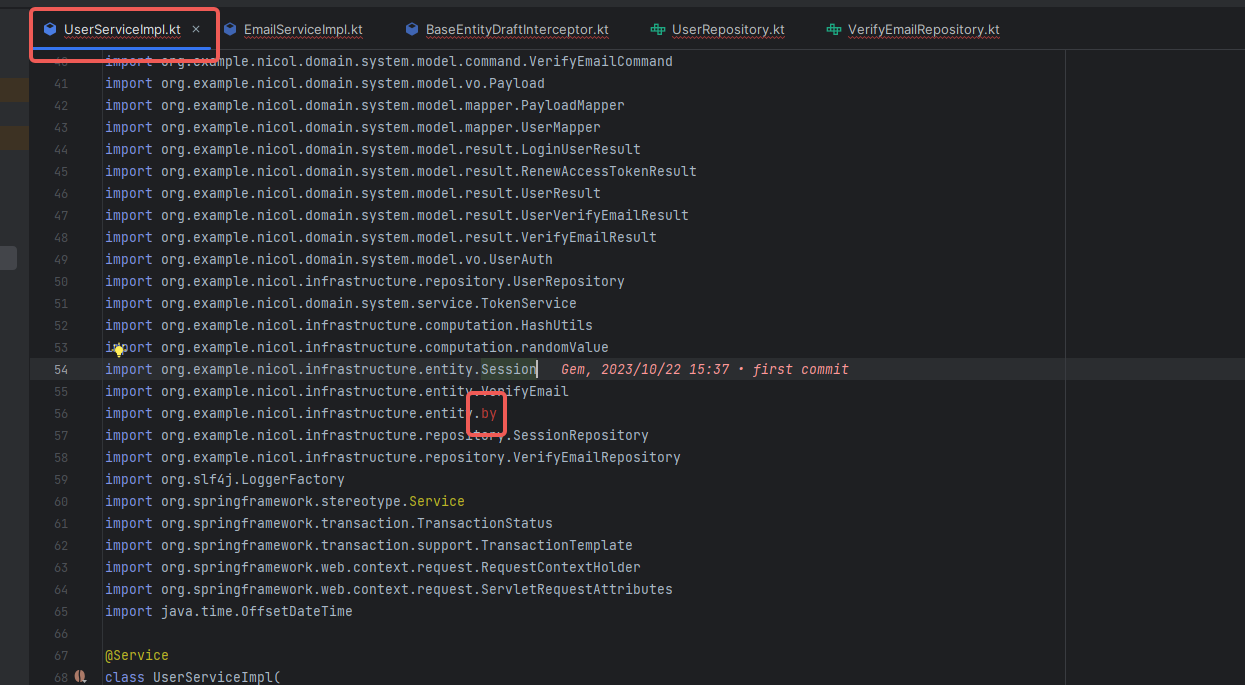 UserServiceImpl.kt × EmailServiceImpl.kt BaseEntityDraftInterceptor.kt UserRepository.kt VerifyEmailRepository.kt
40 import org.example.nicol.domain.system.model.command.VerifyEmailCommand
41 import org.example.nicol.domain.system.model.vo.Payload
42 import org.example.nicol.domain.system.model.mapper.PayloadMapper
43 import org.example.nicol.domain.system.model.mapper.UserMapper
44 import org.example.nicol.domain.system.model.result.LoginUserResult
45 import org.example.nicol.domain.system.model.result.RenewAccessTokenResult
46 import org.example.nicol.domain.system.model.result.UserResult
47 import org.example.nicol.domain.system.model.result.UserVerifyEmailResult
48 import org.example.nicol.domain.system.model.result.VerifyEmailResult
49 import org.example.nicol.domain.system.model.vo.UserAuth
50 import org.example.nicol.infrastructure.repository.UserRepository
51 import org.example.nicol.domain.system.service.TokenService
52 import org.example.nicol.infrastructure.computation.HashUtils
53 import org.example.nicol.infrastructure.computation.randomValue
54 import org.example.nicol.infrastructure.entity.Session Gem, 2023/10/22 15:37 • first commit
55 import org.example.nicol.infrastructure.entity.VerifyEmail
56 import org.example.nicol.infrastructure.entity.by
57 import org.example.nicol.infrastructure.repository.SessionRepository
58 import org.example.nicol.infrastructure.repository.VerifyEmailRepository
59 import org.slf4j.LoggerFactory
60 import org.springframework.stereotype.Service
61 import org.springframework.transaction.TransactionStatus
62 import org.springframework.transaction.support.TransactionTemplate
63 import org.springframework.web.context.request.RequestContextHolder
64 import org.springframework.web.context.request.ServletRequestAttributes
65 import java.time.OffsetDateTime
66
67 @Service
68 class UserServiceImpl(